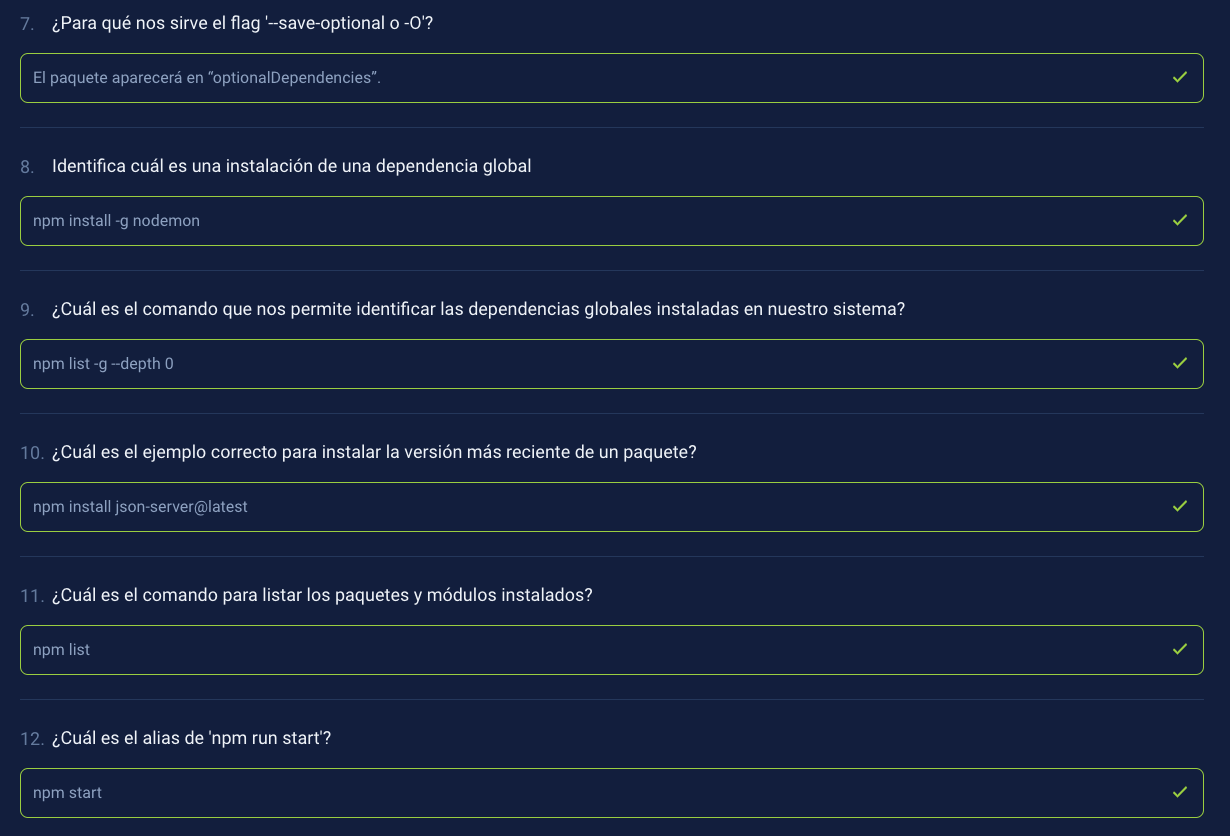 7. ¿Para qué nos sirve el flag '--save-optional o -O'?
El paquete aparecerá en “optionalDependencies”.
8. Identifica cuál es una instalación de una dependencia global
npm install -g nodemon
9. ¿Cuál es el comando que nos permite identificar las dependencias globales instaladas en nuestro sistema?
npm list -g --depth 0
10. ¿Cuál es el ejemplo correcto para instalar la versión más reciente de un paquete?
npm install json-server@latest
11. ¿Cuál es el comando para listar los paquetes y módulos instalados?
npm list
12. ¿Cuál es el alias de 'npm run start'?
npm start